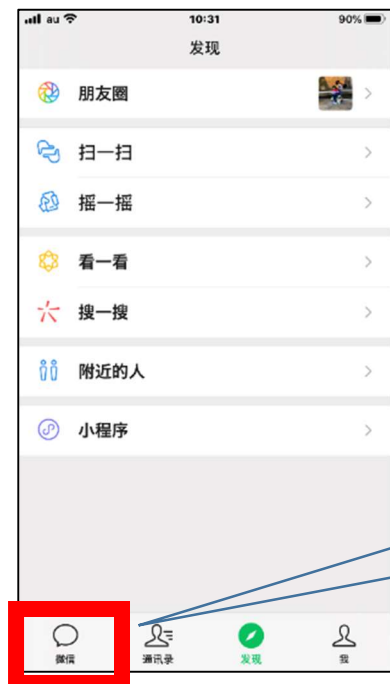 au 10:31 90%
发现
朋友圈
扫一扫
摇一摇
看一看
搜一搜
附近的人
小程序
微信 通讯录 发现 我